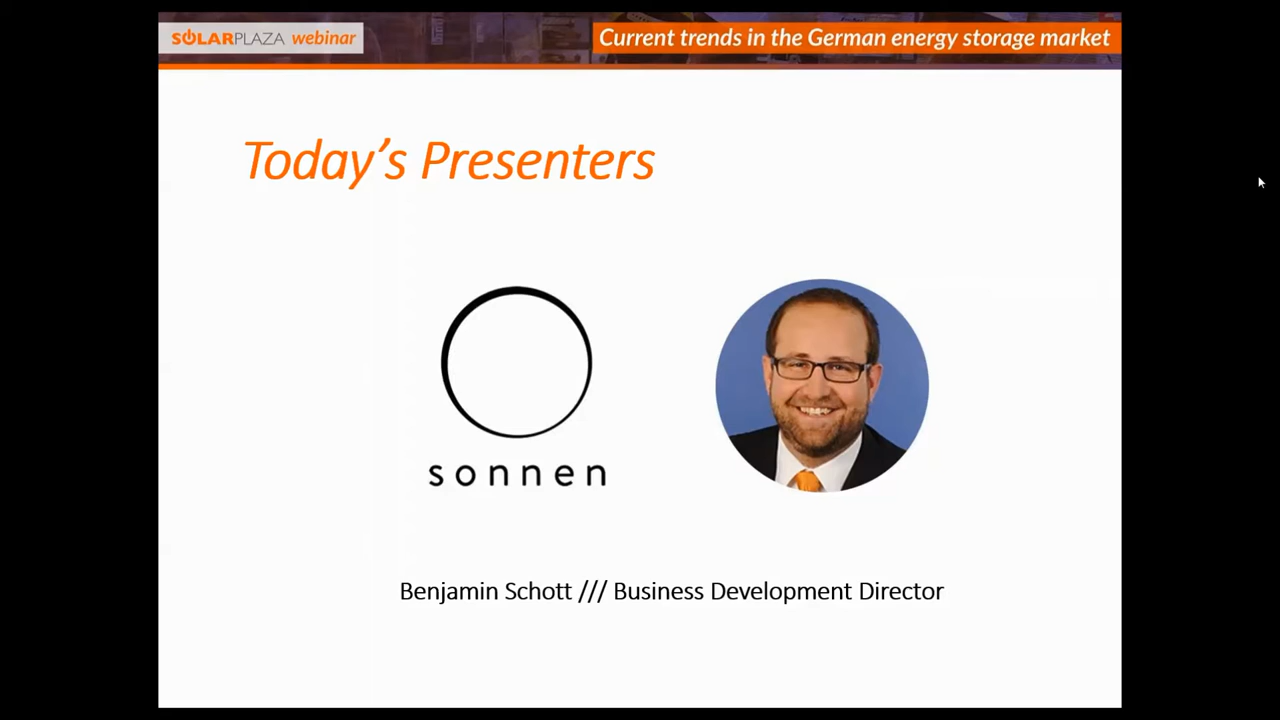 SOLARPLAZA webinar
Current trends in the German energy storage market
Today's Presenters
sonnen
Benjamin Schott /// Business Development Director